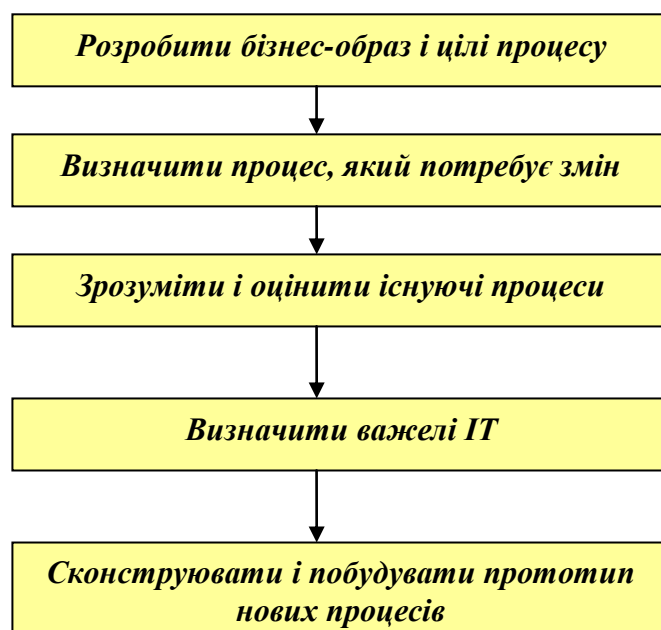 Розробити бізнес-образ і цілі процесу
Визначити процес, який потребує змін
Зрозуміти і оцінити існуючі процеси
Визначити важелі ІТ
Сконструювати і побудувати прототип
нових процесів